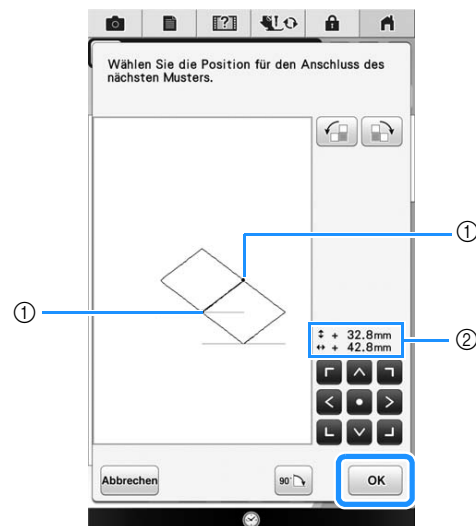 Wählen Sie die Position für den Anschluss des
nächsten Musters.
①
①
+ 32.8mm
+ 42.8mm
②
Abbrechen
90°
OK